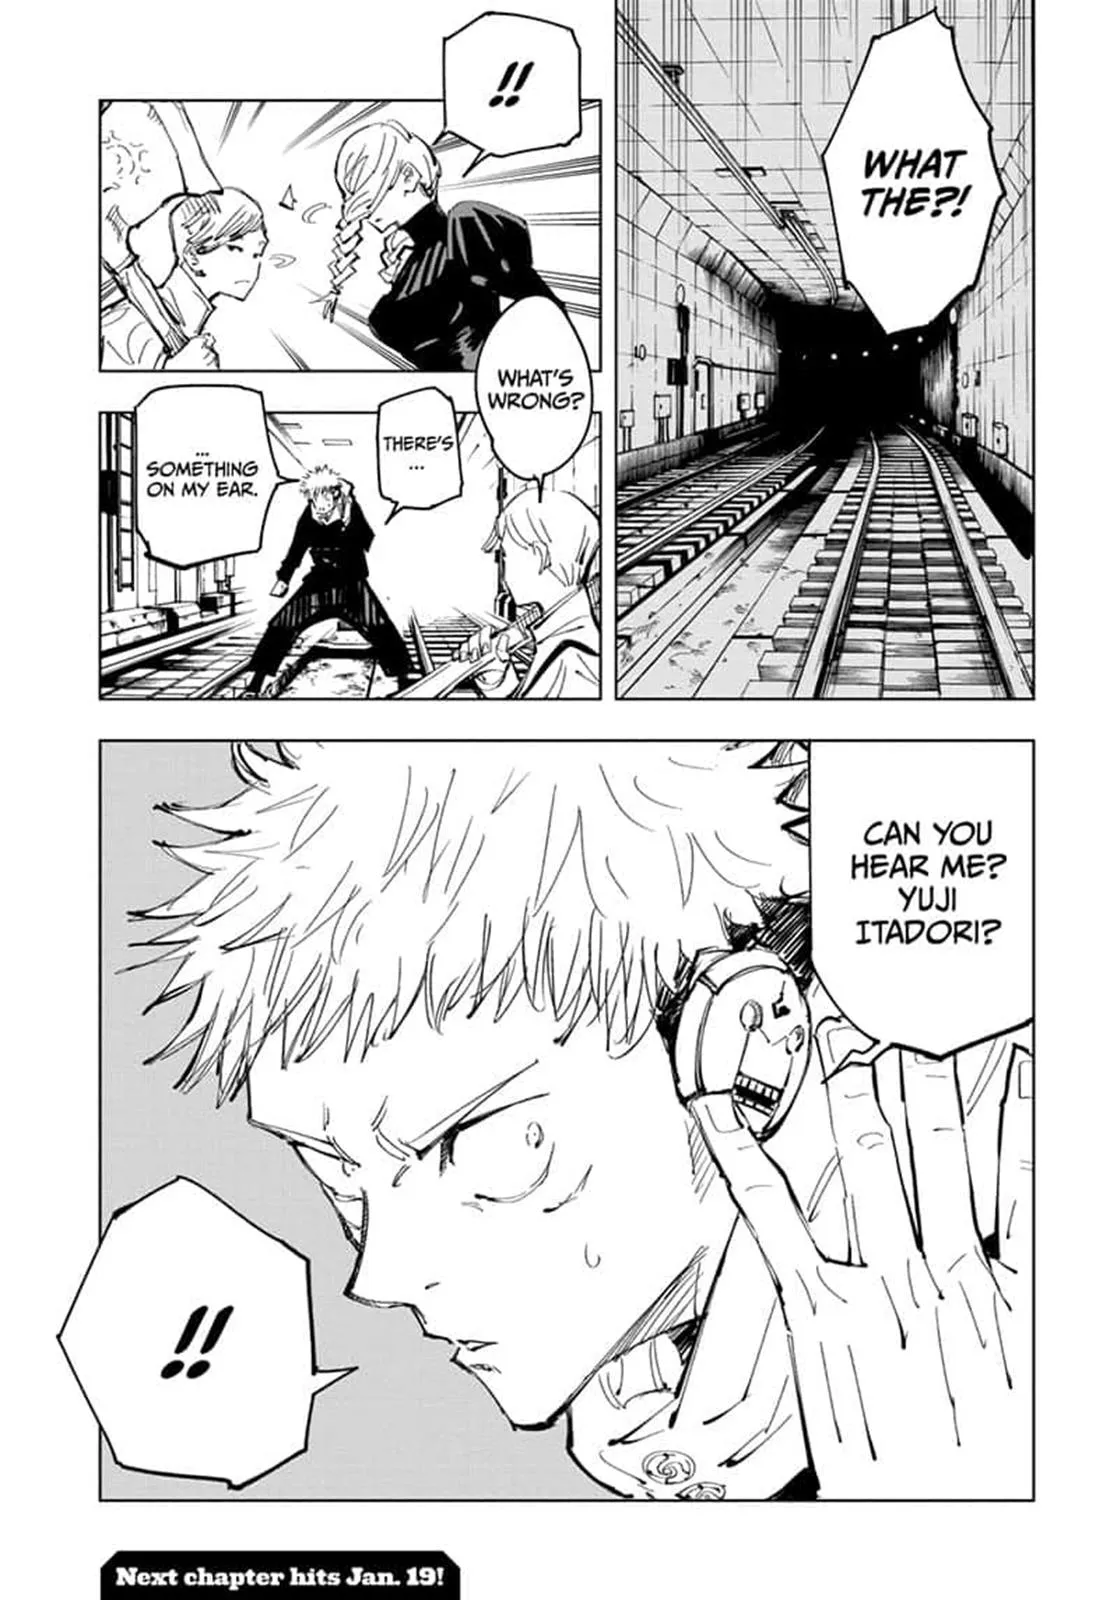 WHAT
THE?!
!!
WHAT'S
WRONG?
THERE'S
...
...
SOMETHING
ON MY EAR.
CAN YOU
HEAR ME?
YUJI
ITADORI?
!!
Next chapter hits Jan. 19!